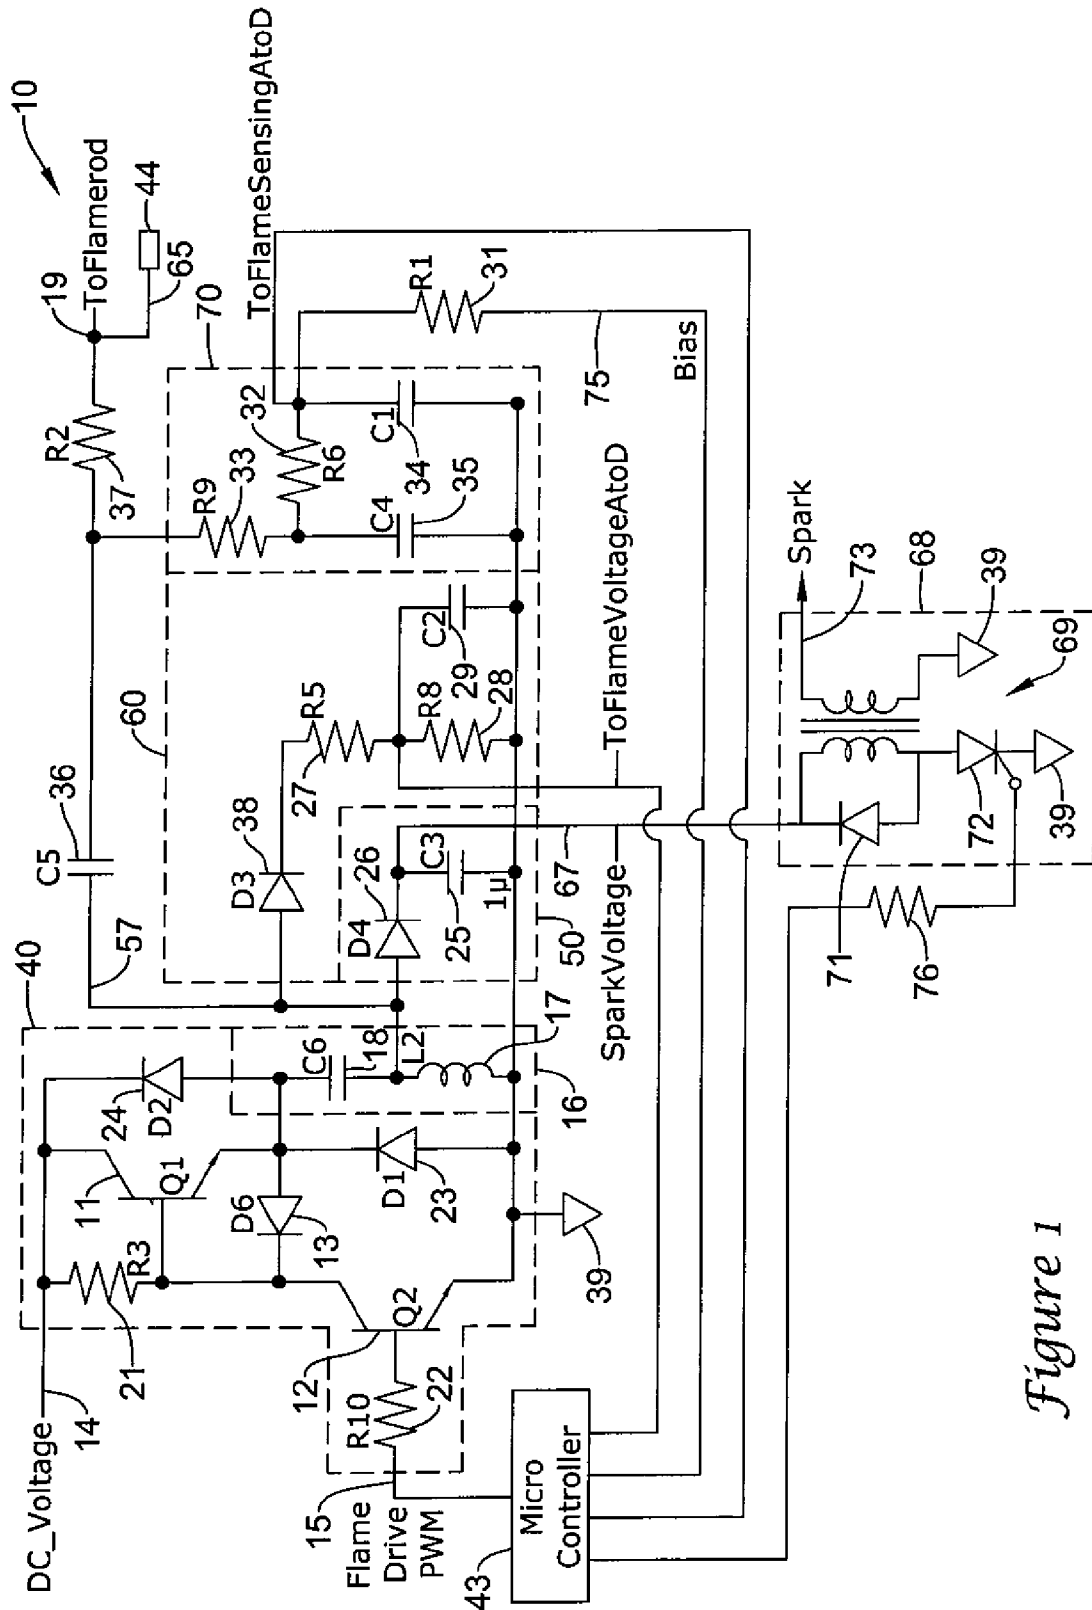 10
19
ToFlamerod
44
65
R2
37
36
C5
57
40
DC_Voltage
14
21
R3
11
Q1
24
D2
D6
13
D1
23
C6
18
L2
17
16
12
Q2
R10
22
15
Flame
Drive
PWM
43
Micro
Controller
39
60
D3
38
27
R5
R8
28
C2
29
D4
26
C3
25
1µ
50
70
R9
33
32
R6
C4
35
C1
34
R1
31
ToFlameSensingAtoD
75
Bias
ToFlameVoltageAtoD
67
SparkVoltage
Spark
73
68
39
69
72
39
71
76
Figure 1